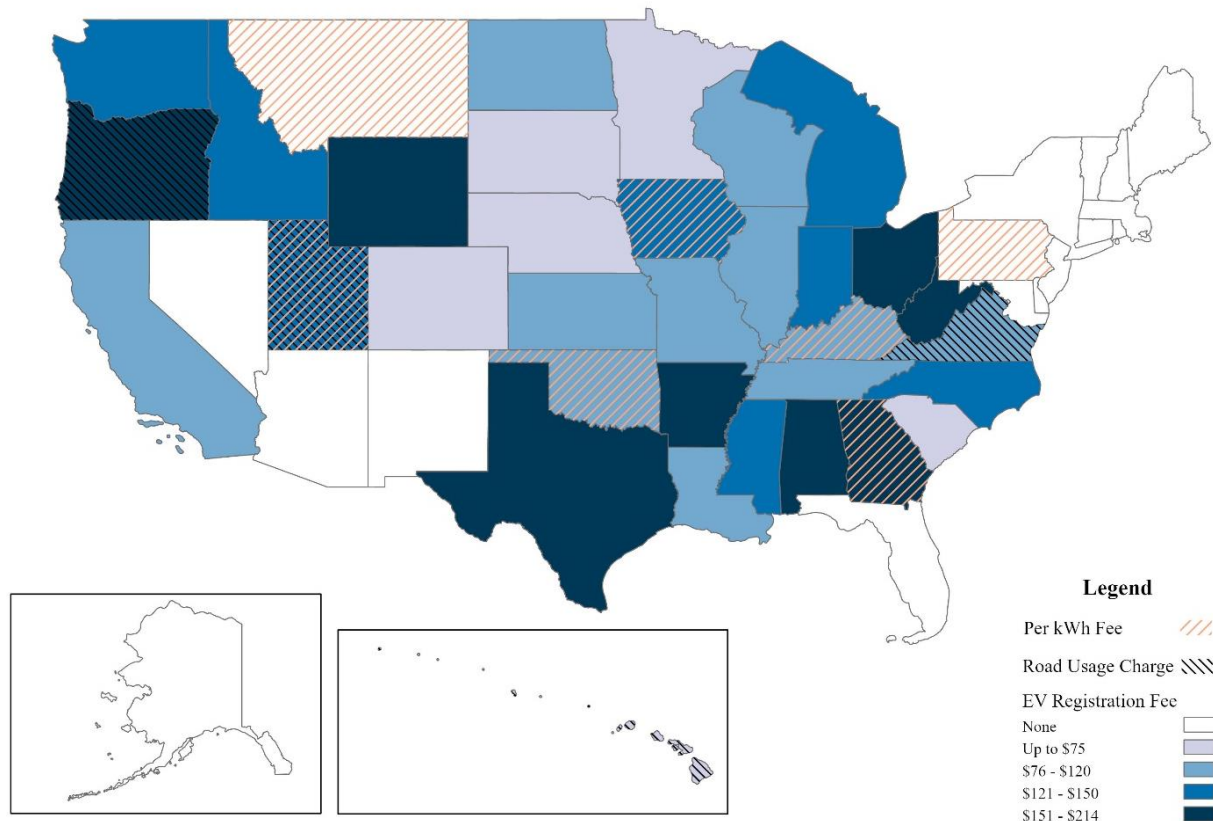 Legend
Per kWh Fee
Road Usage Charge
EV Registration Fee
None
Up to $75
$76 - $120
$121 - $150
$151 - $214